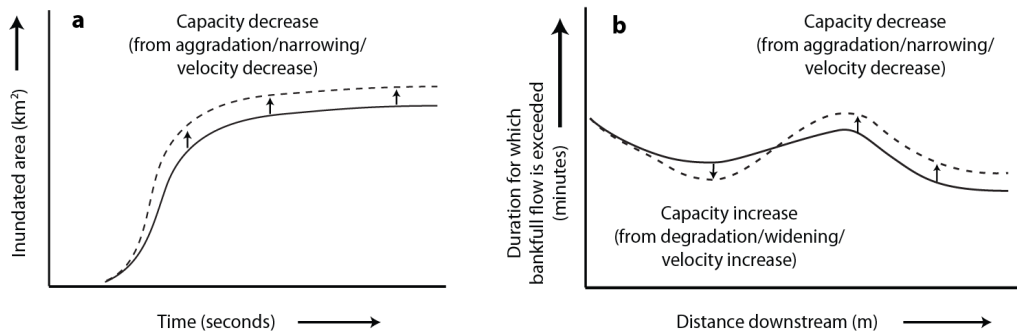 a
Capacity decrease
(from aggradation/narrowing/
velocity decrease)
Inundated area (km²)
Time (seconds)
b
Capacity decrease
(from aggradation/narrowing/
velocity decrease)
Duration for which
bankfull flow is exceeded
(minutes)
Capacity increase
(from degradation/widening/
velocity increase)
Distance downstream (m)